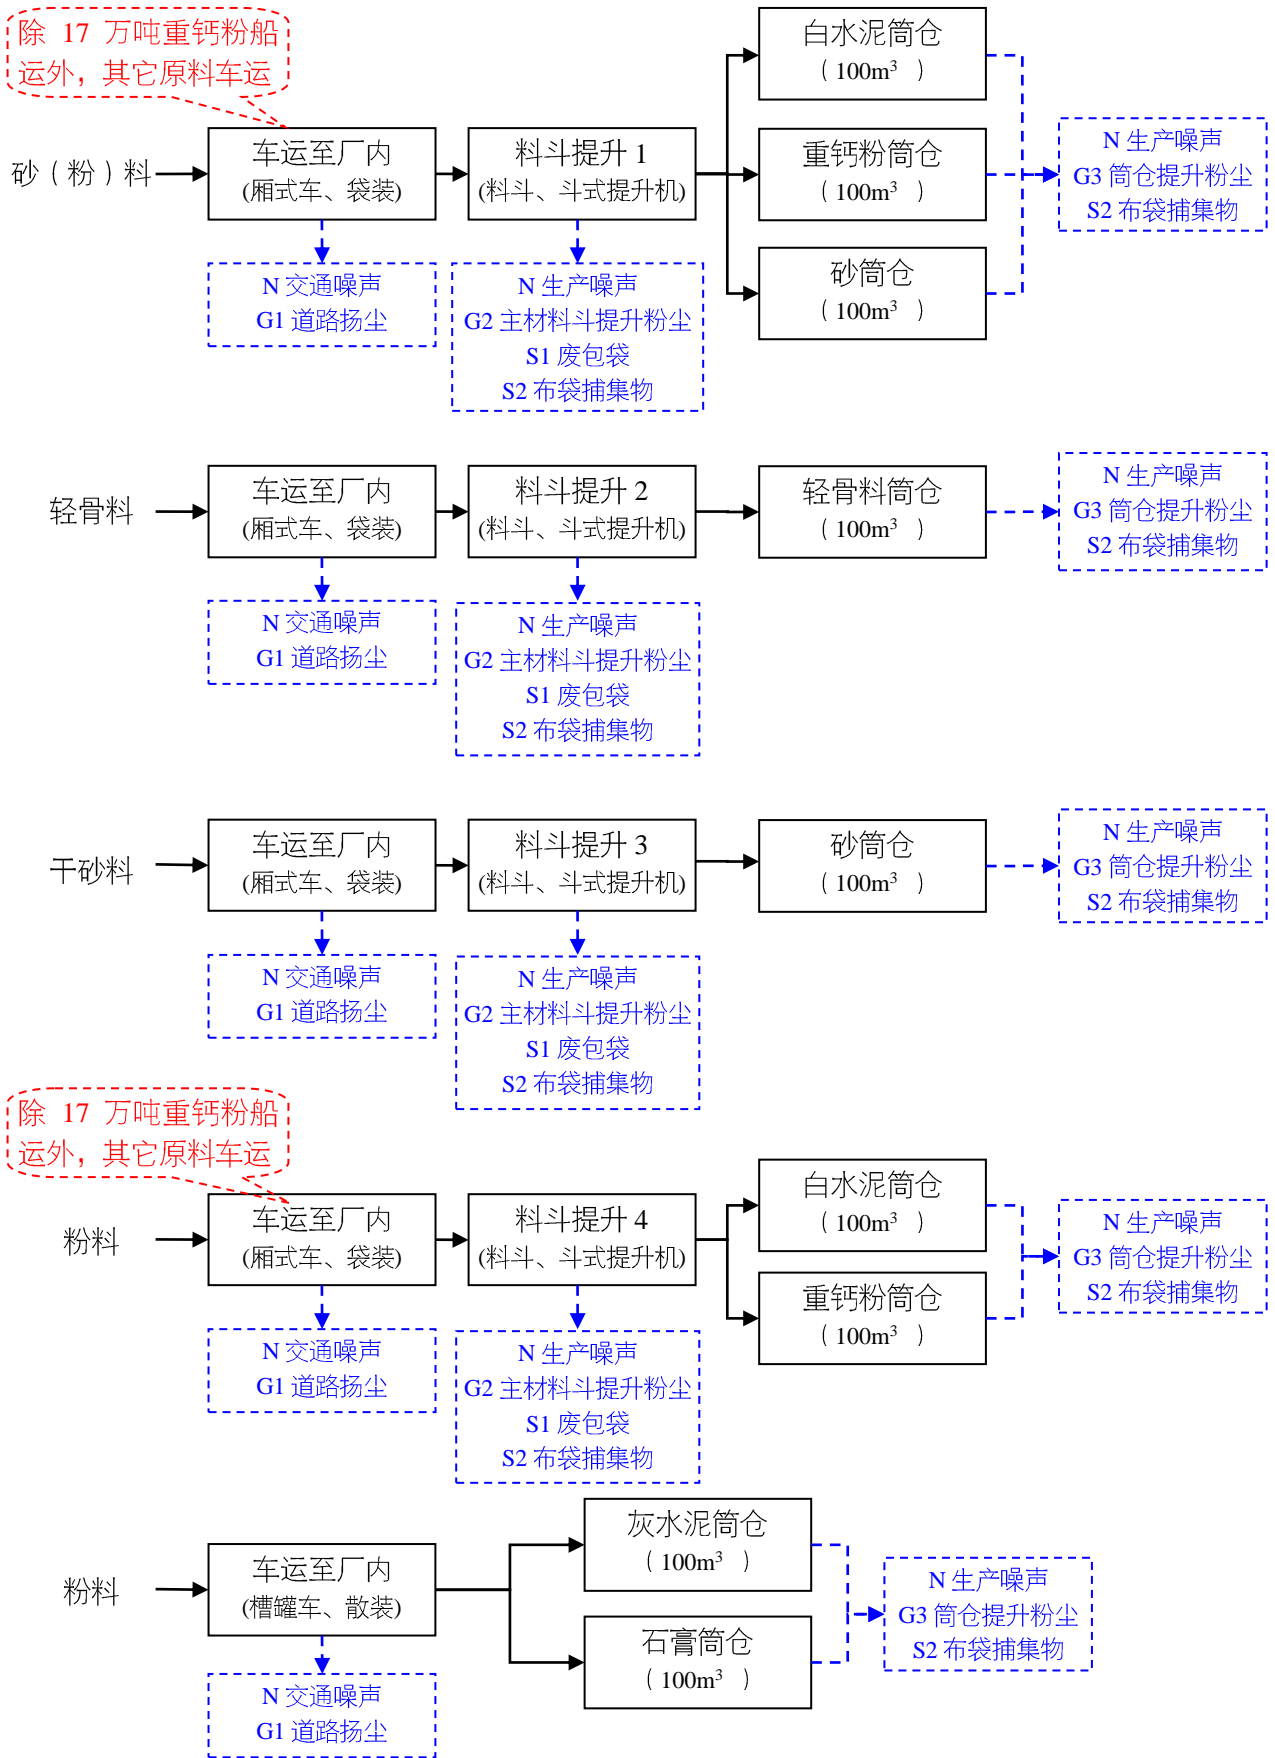 除 17 万吨重钙粉船
运外，其它原料车运
砂（粉）料
车运至厂内
(厢式车、袋装)
料斗提升 1
(料斗、斗式提升机)
白水泥筒仓
（100m³ ）
重钙粉筒仓
（100m³ ）
砂筒仓
（100m³ ）
N 生产噪声
G3 筒仓提升粉尘
S2 布袋捕集物
N 交通噪声
G1 道路扬尘
N 生产噪声
G2 主材料斗提升粉尘
S1 废包袋
S2 布袋捕集物
轻骨料
车运至厂内
(厢式车、袋装)
料斗提升 2
(料斗、斗式提升机)
轻骨料筒仓
（100m³ ）
N 生产噪声
G3 筒仓提升粉尘
S2 布袋捕集物
N 交通噪声
G1 道路扬尘
N 生产噪声
G2 主材料斗提升粉尘
S1 废包袋
S2 布袋捕集物
干砂料
车运至厂内
(厢式车、袋装)
料斗提升 3
(料斗、斗式提升机)
砂筒仓
（100m³ ）
N 生产噪声
G3 筒仓提升粉尘
S2 布袋捕集物
N 交通噪声
G1 道路扬尘
N 生产噪声
G2 主材料斗提升粉尘
S1 废包袋
S2 布袋捕集物
除 17 万吨重钙粉船
运外，其它原料车运
粉料
车运至厂内
(厢式车、袋装)
料斗提升 4
(料斗、斗式提升机)
白水泥筒仓
（100m³ ）
重钙粉筒仓
（100m³ ）
N 生产噪声
G3 筒仓提升粉尘
S2 布袋捕集物
N 交通噪声
G1 道路扬尘
N 生产噪声
G2 主材料斗提升粉尘
S1 废包袋
S2 布袋捕集物
粉料
车运至厂内
(槽罐车、散装)
灰水泥筒仓
（100m³ ）
石膏筒仓
（100m³ ）
N 生产噪声
G3 筒仓提升粉尘
S2 布袋捕集物
N 交通噪声
G1 道路扬尘